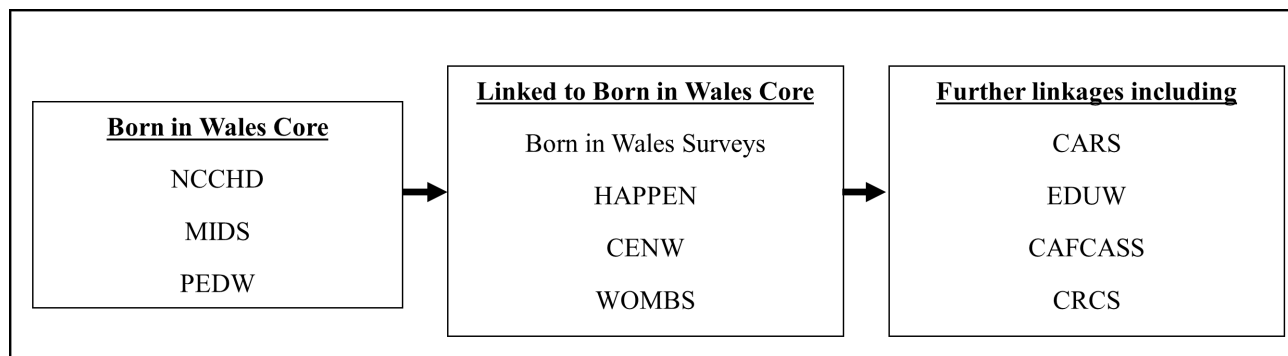 Born in Wales Core
NCCHD
MIDS
PEDW
Linked to Born in Wales Core
Born in Wales Surveys
HAPPEN
CENW
WOMBS
Further linkages including
CARS
EDUW
CAFCASS
CRCS